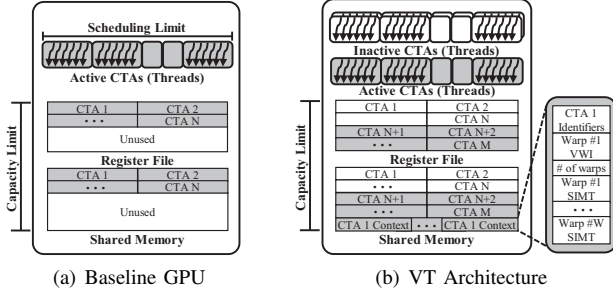 Scheduling Limit
Active CTAs (Threads)
Capacity Limit
CTA 1 CTA 2
• • • CTA N
Unused
Register File
CTA 1 CTA 2
• • • CTA N
Unused
Shared Memory
(a) Baseline GPU
Inactive CTAs (Threads)
Active CTAs (Threads)
Capacity Limit
CTA 1 CTA 2
CTA N
CTA N+1 CTA N+2
• • • CTA M
Register File
CTA 1 CTA 2
• • • CTA N
CTA N+1 CTA N+2
• • • CTA M
CTA 1 Context • • • CTA 1 Context
Shared Memory
CTA 1
Identifiers
Warp #1
VWI
# of warps
Warp #1
SIMT
• • •
Warp #W
SIMT
(b) VT Architecture